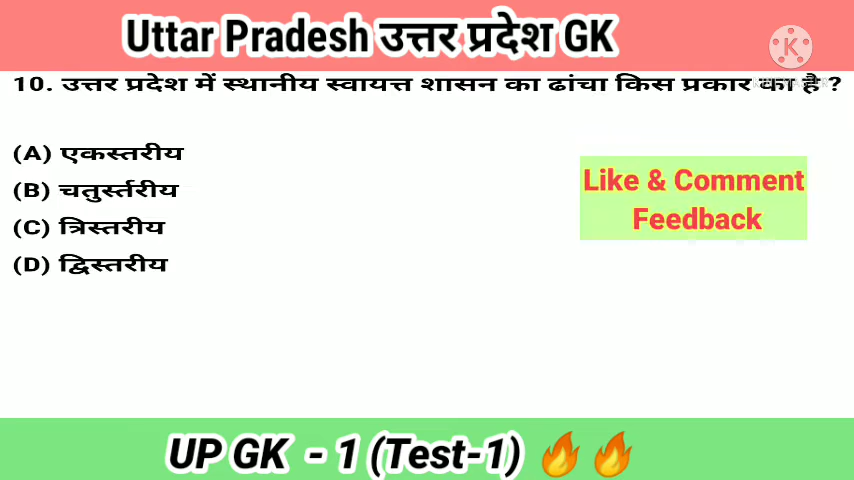 Uttar Pradesh उत्तर प्रदेश GK
K
10. उत्तर प्रदेश में स्थानीय स्वायत्त शासन का ढांचा किस प्रकार का है ?
(A) एकस्तरीय
(B) चतुर्स्तरीय
(C) त्रिस्तरीय
(D) द्विस्तरीय
Like & Comment
Feedback
UP GK - 1 (Test-1)